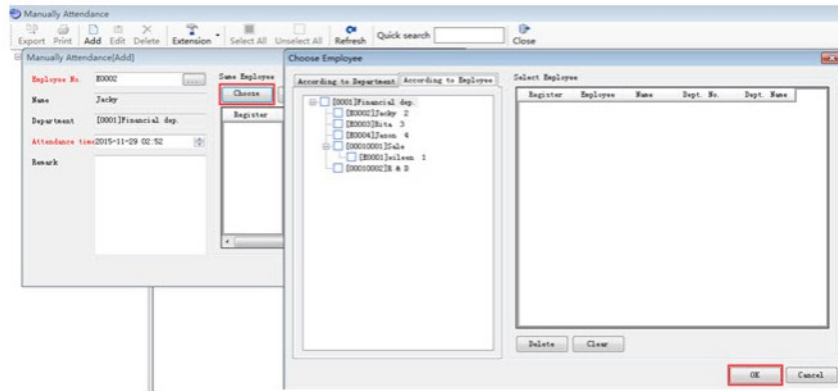 Manually Attendance
Export Print Add Edit Delete Extension Select All Unselect All Refresh Quick search Close
Manually Attendance[Add]
Employee No. E0002 ....
Name Jacky
Department [0001]Financial dep.
Attendance time 2015-11-29 02:52
Remark
Same Employee
Choose
Register
Choose Employee
According to Department According to Employee
[0001]Financial dep.
[E0002]Jacky 2
[E0003]Rita 3
[E0004]Jason 4
[00010001]Sale
[E0001]eileen 1
[00010002]R & D
Select Employee
Register Employee Name Dept. No. Dept. Name
Delete Clear
OK Cancel